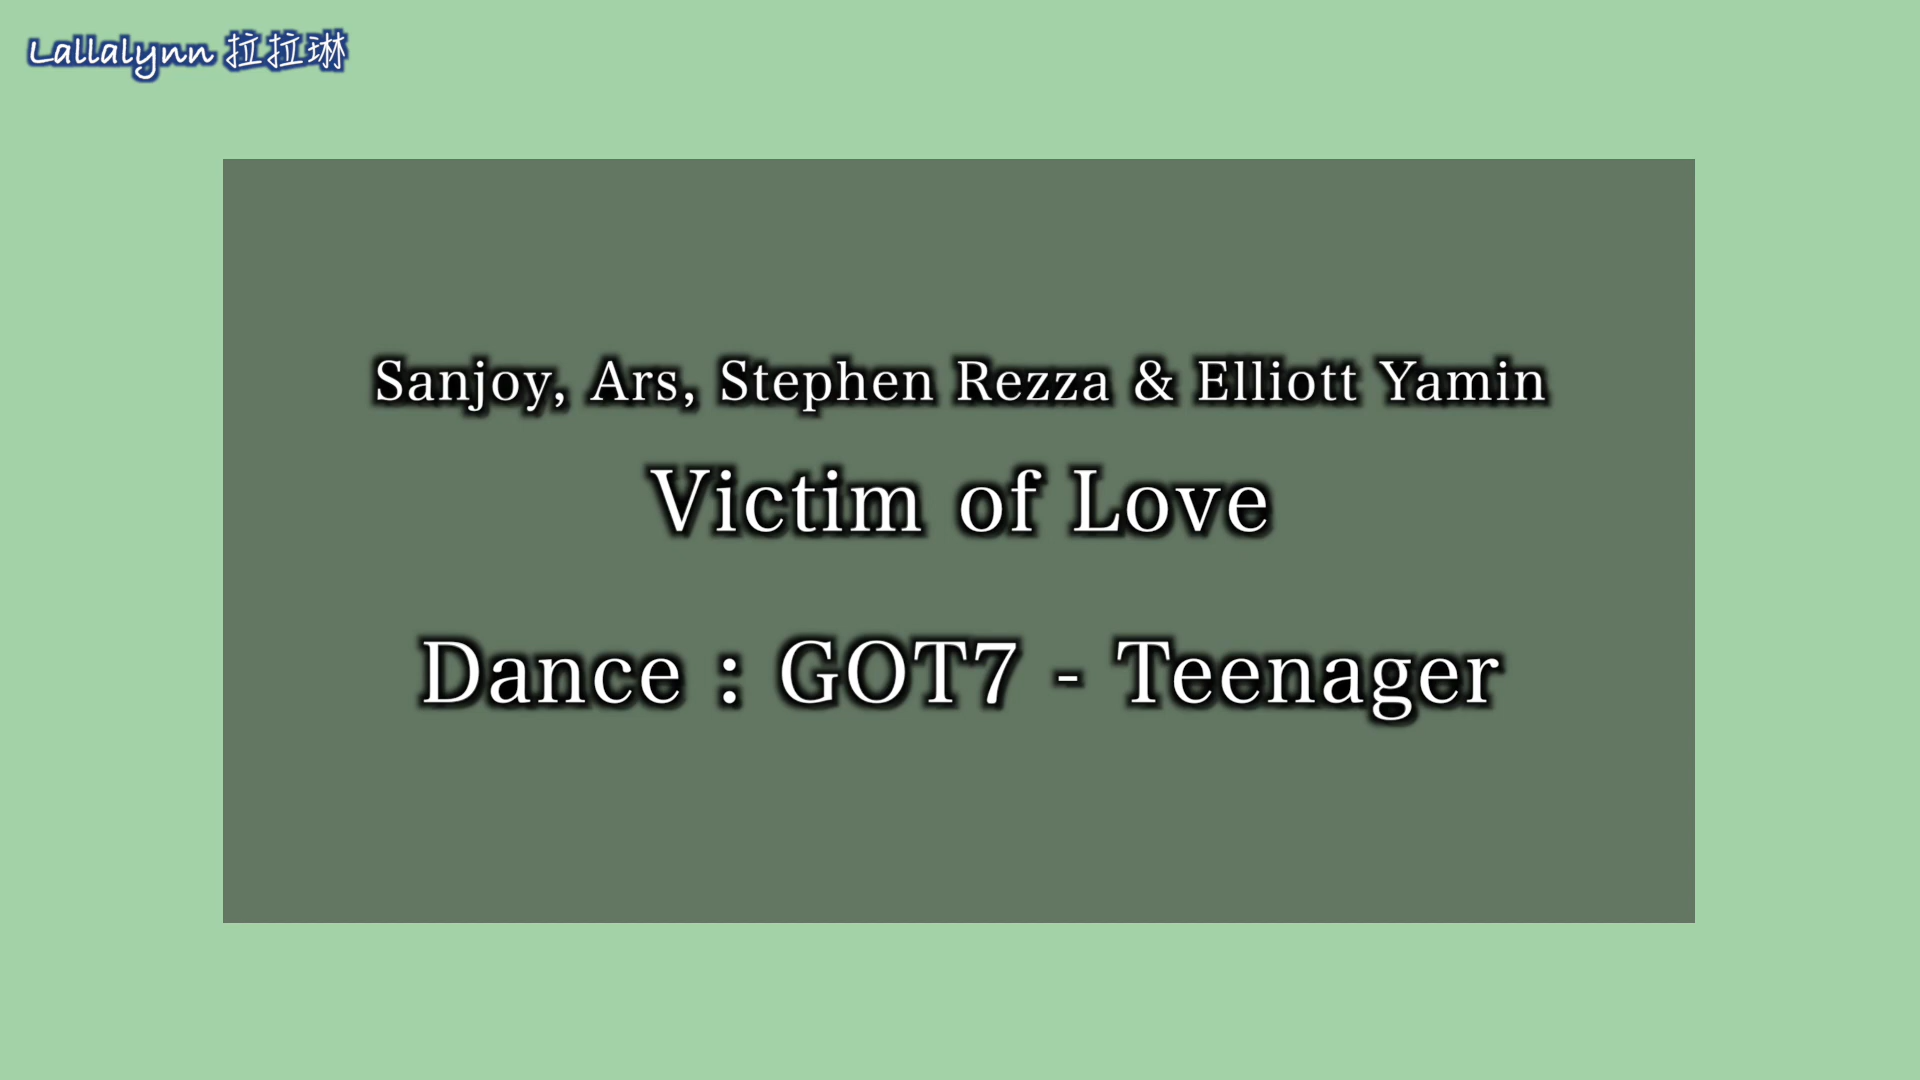 Lallalynn 拉拉琳
Sanjoy, Ars, Stephen Rezza & Elliott Yamin
Victim of Love
Dance : GOT7 - Teenager